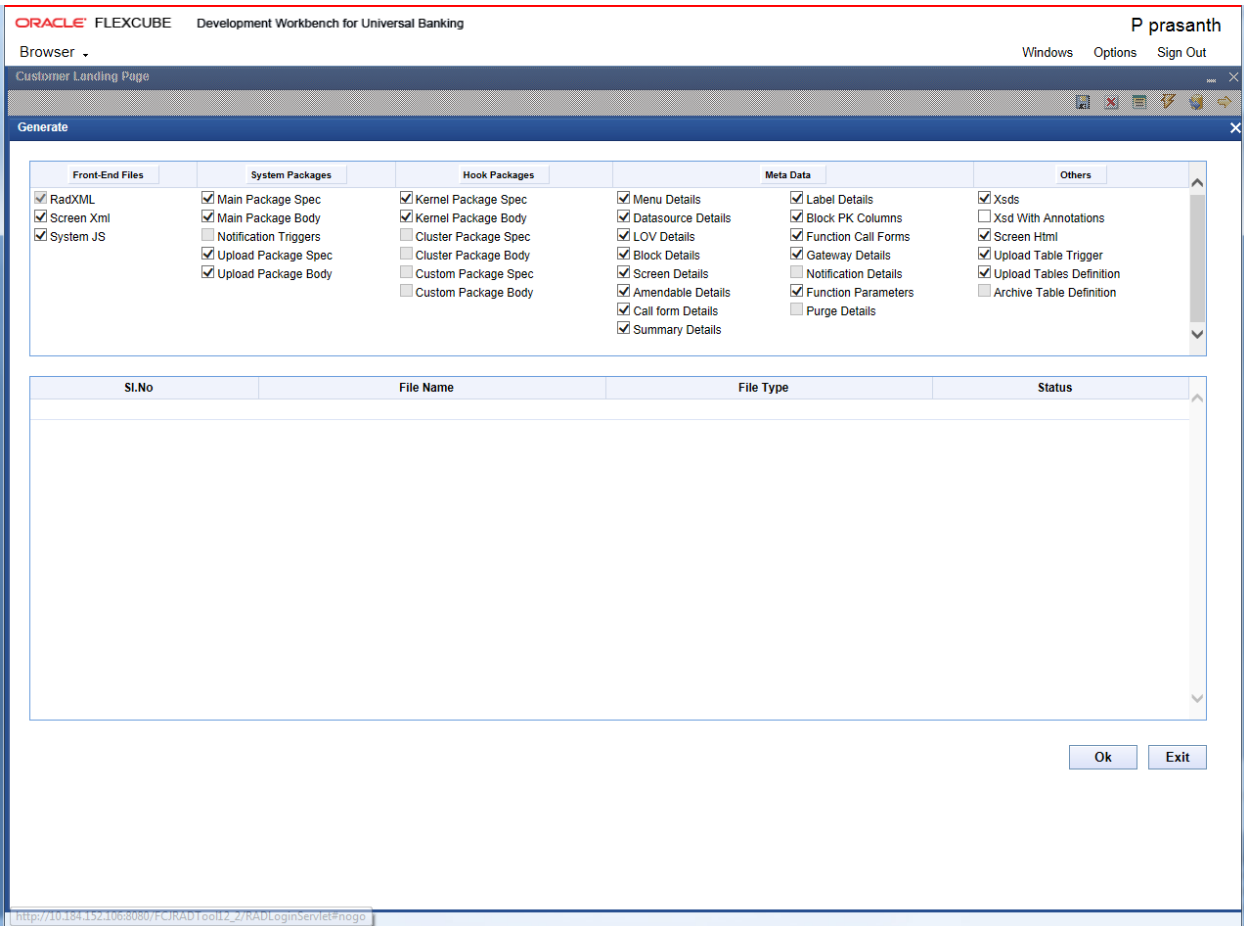 ORACLE FLEXCUBE Development Workbench for Universal Banking
P prasanth
Browser
Windows Options Sign Out
Customer Landing Page
Generate
Front-End Files System Packages Hook Packages Meta Data Others
RadXML Main Package Spec Kernel Package Spec Menu Details Label Details Xsds
Screen Xml Main Package Body Kernel Package Body Datasource Details Block PK Columns Xsd With Annotations
System JS Notification Triggers Cluster Package Spec LOV Details Function Call Forms Screen Html
Upload Package Spec Cluster Package Body Block Details Gateway Details Upload Table Trigger
Upload Package Body Custom Package Spec Screen Details Notification Details Upload Tables Definition
Custom Package Body Amendable Details Function Parameters Archive Table Definition
Call form Details Purge Details
Summary Details
Sl.No File Name File Type Status
Ok Exit
http://10.184.152.106:8080/FCJRADTool12_2/RADLoginServlet#nogo